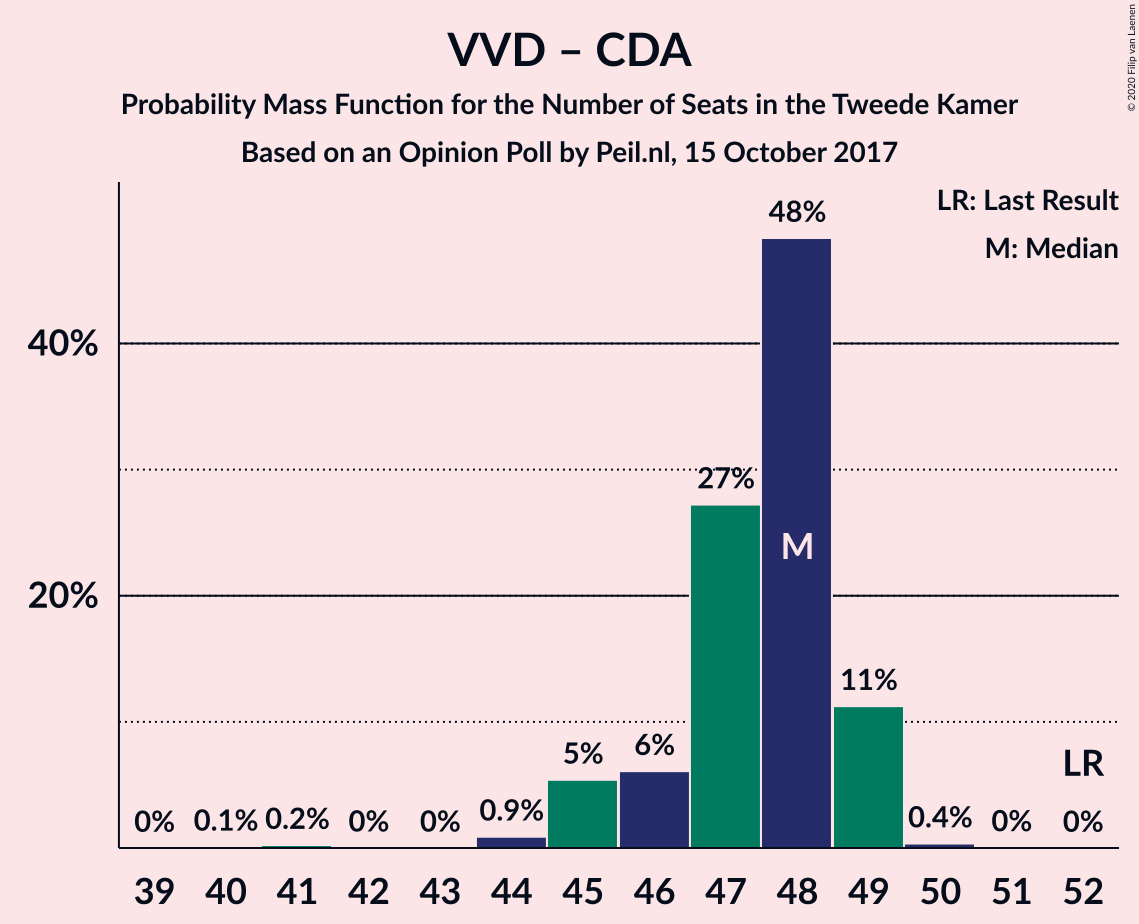 VVD – CDA
Probability Mass Function for the Number of Seats in the Tweede Kamer
Based on an Opinion Poll by Peil.nl, 15 October 2017
© 2020 Filip van Laenen
LR: Last Result
M: Median
40%
20%
0%
0.1%
0.2%
0%
0%
0.9%
5%
6%
27%
48%
M
11%
0.4%
0%
LR
0%
39 40 41 42 43 44 45 46 47 48 49 50 51 52